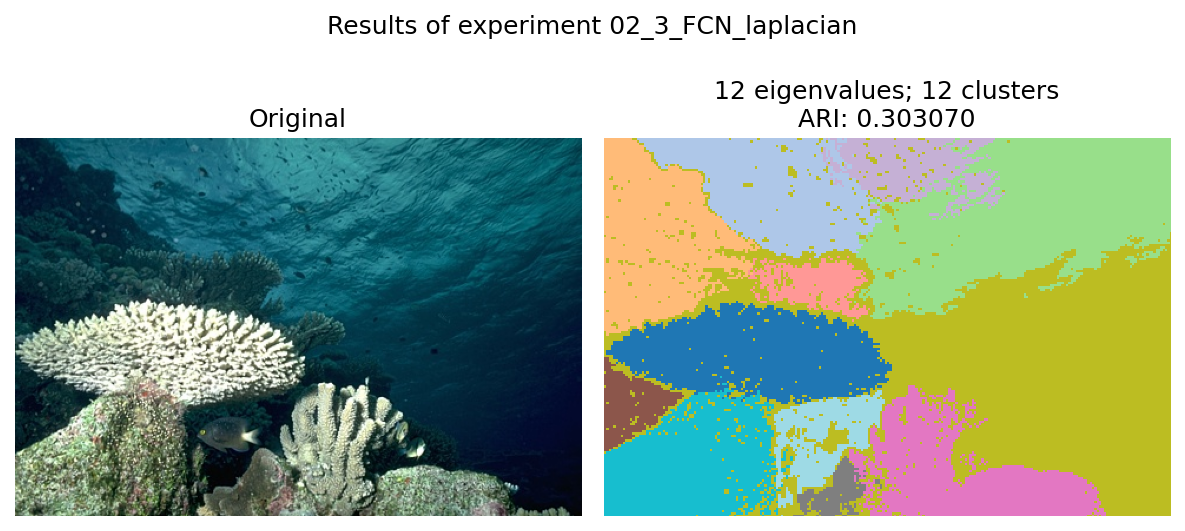 Results of experiment 02_3_FCN_laplacian
Original
12 eigenvalues; 12 clusters
ARI: 0.303070